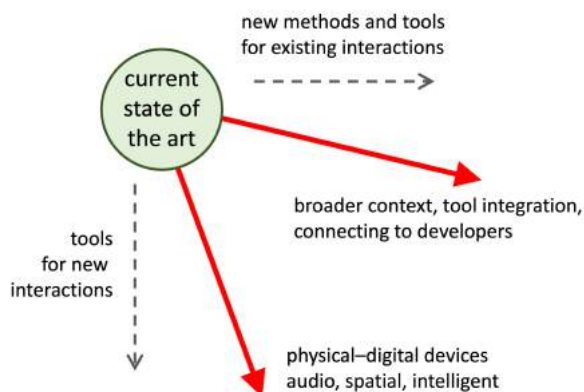 new methods and tools
for existing interactions
current
state of
the art
broader context, tool integration,
connecting to developers
tools
for new
interactions
physical–digital devices
audio, spatial, intelligent